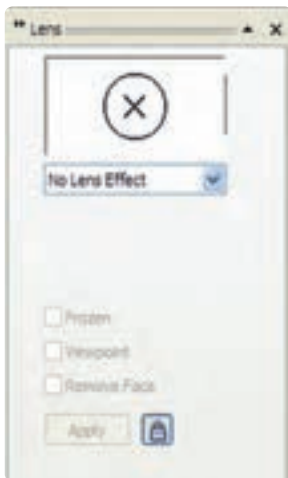 Lens
No Lens Effect
Frozen
Viewpoint
Remove Face
Apply